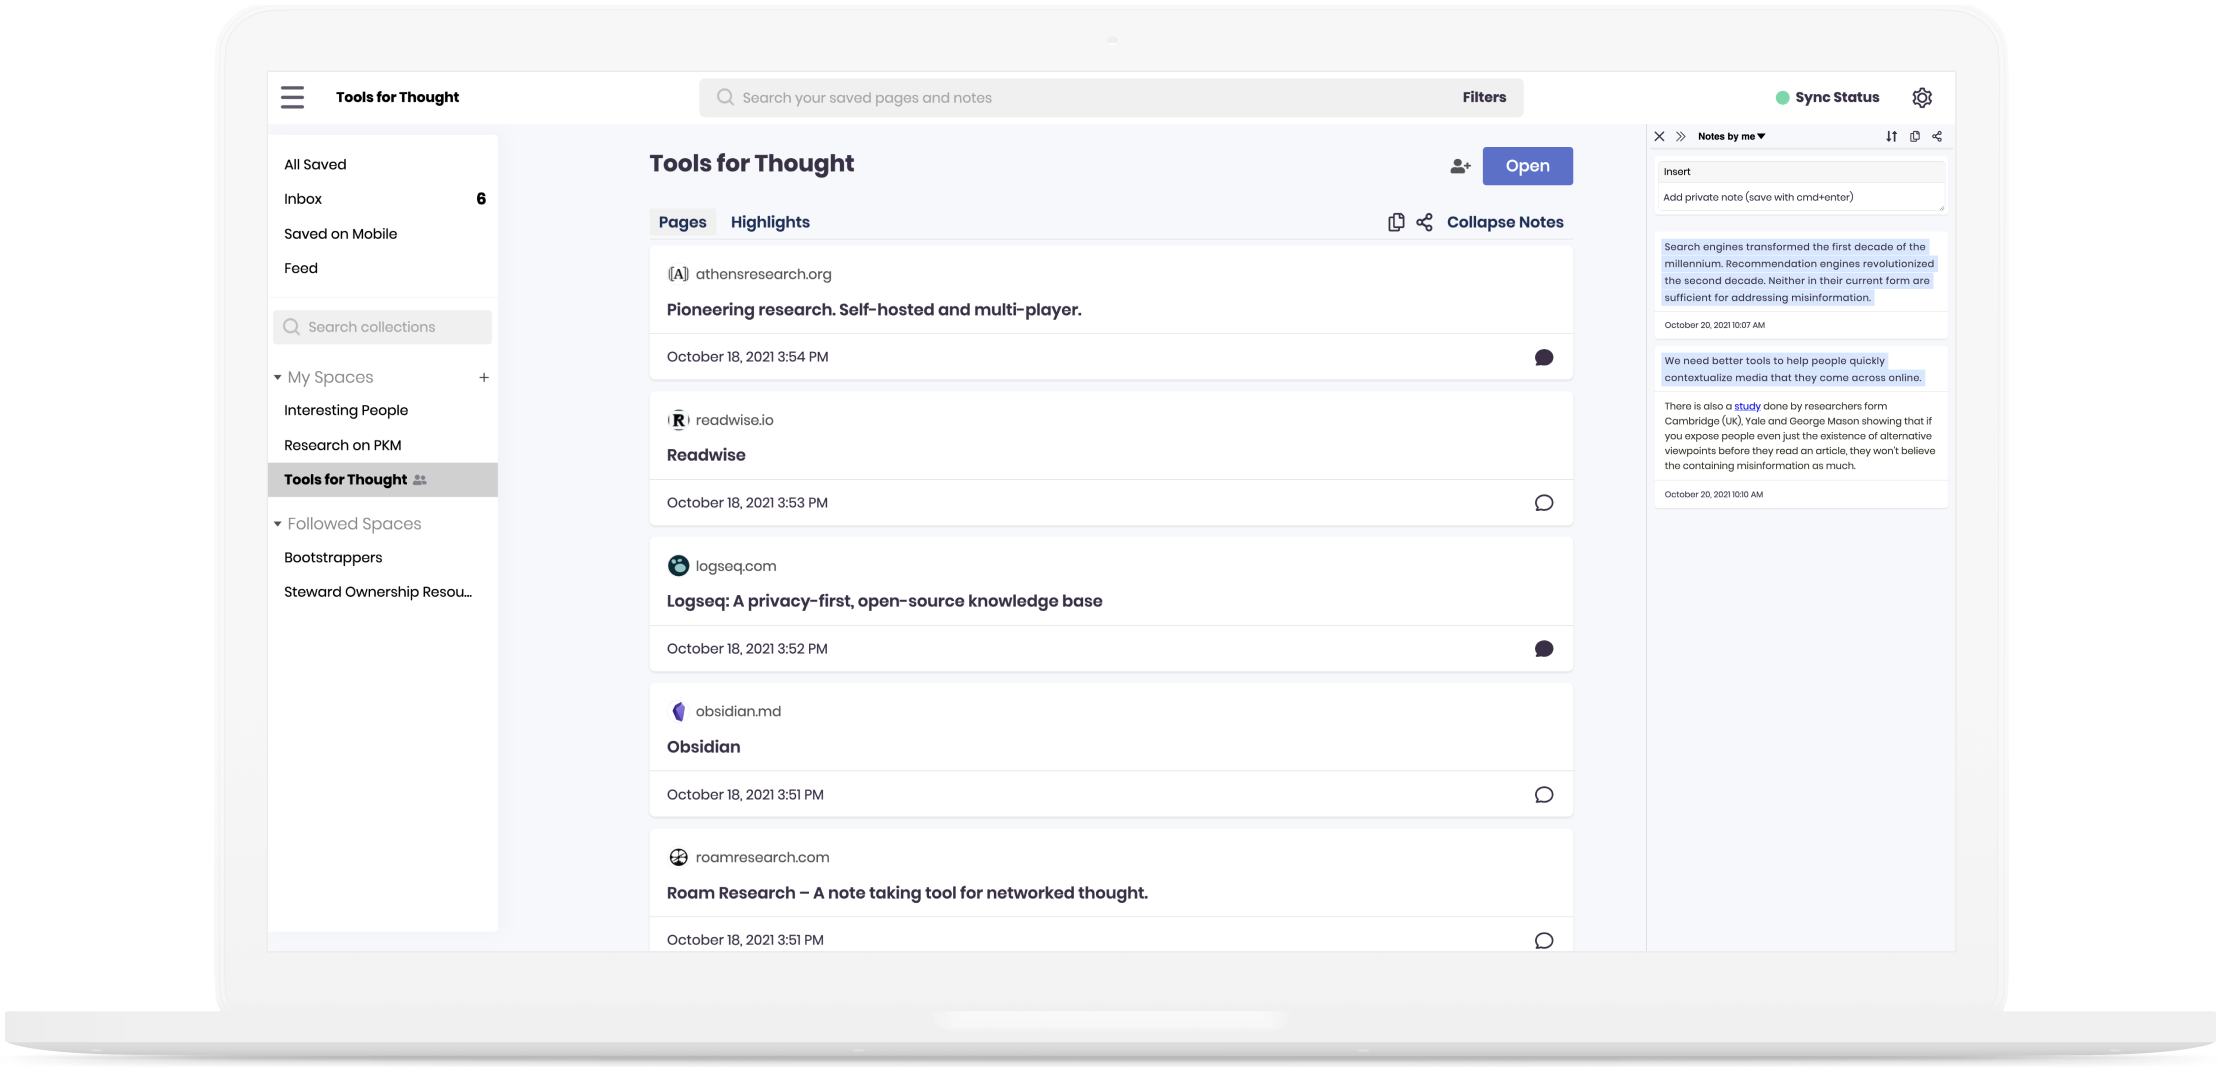 Tools for Thought
Search your saved pages and notes
Filters
Sync Status
All Saved
Inbox 6
Saved on Mobile
Feed
Search collections
My Spaces +
Interesting People
Research on PKM
Tools for Thought
Followed Spaces
Bootstrappers
Steward Ownership Resou...
Tools for Thought
Open
Pages Highlights
Collapse Notes
[[A]] athensresearch.org
Pioneering research. Self-hosted and multi-player.
October 18, 2021 3:54 PM
R readwise.io
Readwise
October 18, 2021 3:53 PM
logseq.com
Logseq: A privacy-first, open-source knowledge base
October 18, 2021 3:52 PM
obsidian.md
Obsidian
October 18, 2021 3:51 PM
roamresearch.com
Roam Research – A note taking tool for networked thought.
October 18, 2021 3:51 PM
Notes by me
Insert
Add private note (save with cmd+enter)
Search engines transformed the first decade of the
millennium. Recommendation engines revolutionized
the second decade. Neither in their current form are
sufficient for addressing misinformation.
October 20, 2021 10:07 AM
We need better tools to help people quickly
contextualize media that they come across online.
There is also a study done by researchers form
Cambridge (UK), Yale and George Mason showing that if
you expose people even just the existence of alternative
viewpoints before they read an article, they won't believe
the containing misinformation as much.
October 20, 2021 10:10 AM